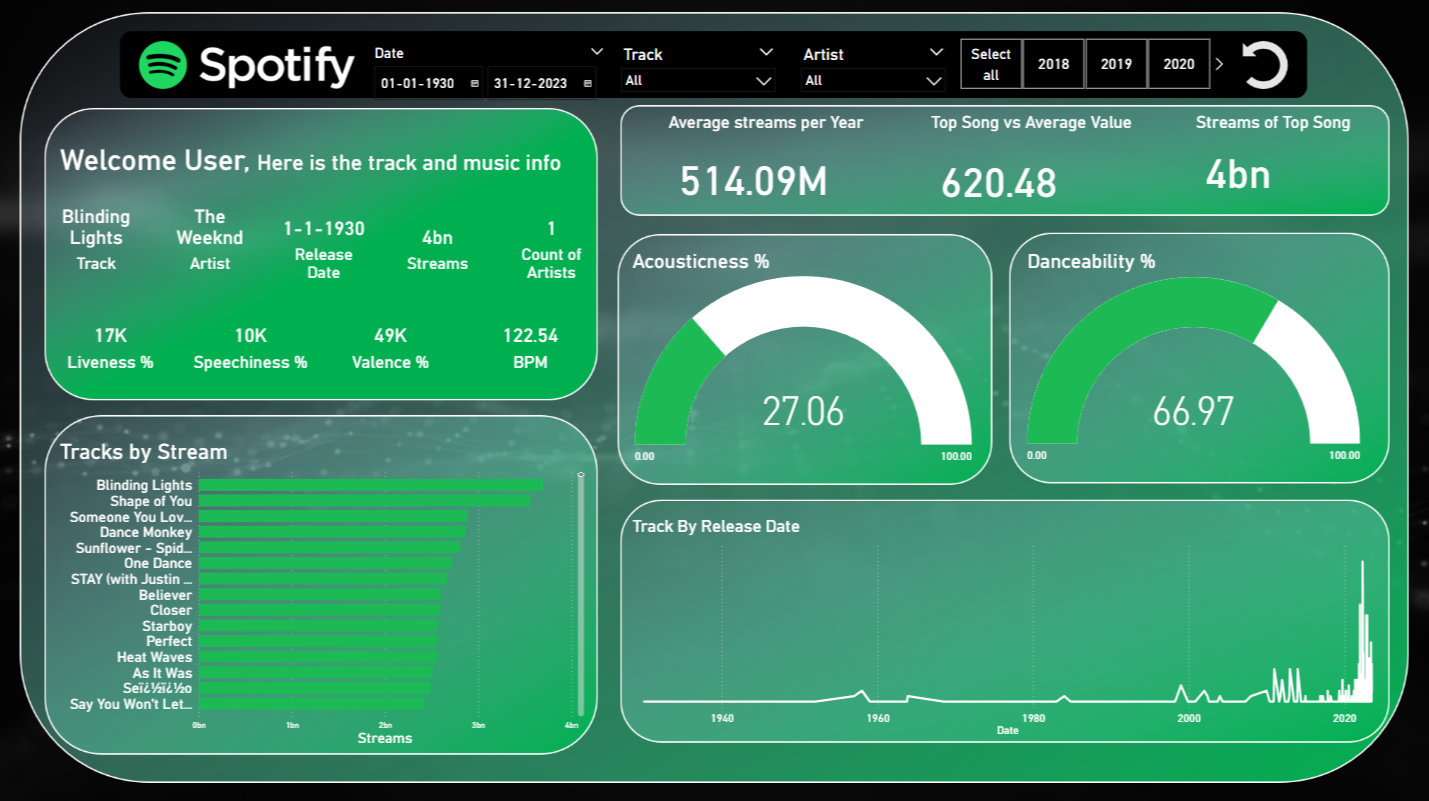 Spotify
Date
01-01-1930
31-12-2023
Track
All
Artist
All
Select
all
2018
2019
2020
Welcome User, Here is the track and music info
Blinding
Lights
Track
The
Weeknd
Artist
1-1-1930
Release
Date
4bn
Streams
1
Count of
Artists
17K
Liveness %
10K
Speechiness %
49K
Valence %
122.54
BPM
Average streams per Year
514.09M
Top Song vs Average Value
620.48
Streams of Top Song
4bn
Acousticness %
27.06
0.00
100.00
Danceability %
66.97
0.00
100.00
Tracks by Stream
Blinding Lights
Shape of You
Someone You Lov...
Dance Monkey
Sunflower - Spid...
One Dance
STAY (with Justin ...
Believer
Closer
Starboy
Perfect
Heat Waves
As It Was
Seï¿½ï¿½o
Say You Won't Let...
0bn
1bn
2bn
3bn
4bn
Streams
Track By Release Date
1940
1960
1980
2000
2020
Date